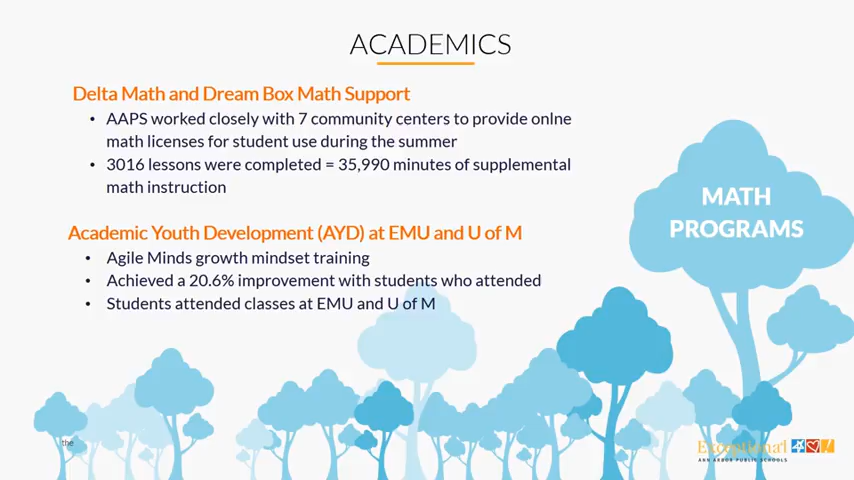 ACADEMICS
Delta Math and Dream Box Math Support
• AAPS worked closely with 7 community centers to provide onlne
math licenses for student use during the summer
• 3016 lessons were completed = 35,990 minutes of supplemental
math instruction
MATH
PROGRAMS
Academic Youth Development (AYD) at EMU and U of M
• Agile Minds growth mindset training
• Achieved a 20.6% improvement with students who attended
• Students attended classes at EMU and U of M
the
Exceptional
ANN ARBOR PUBLIC SCHOOLS